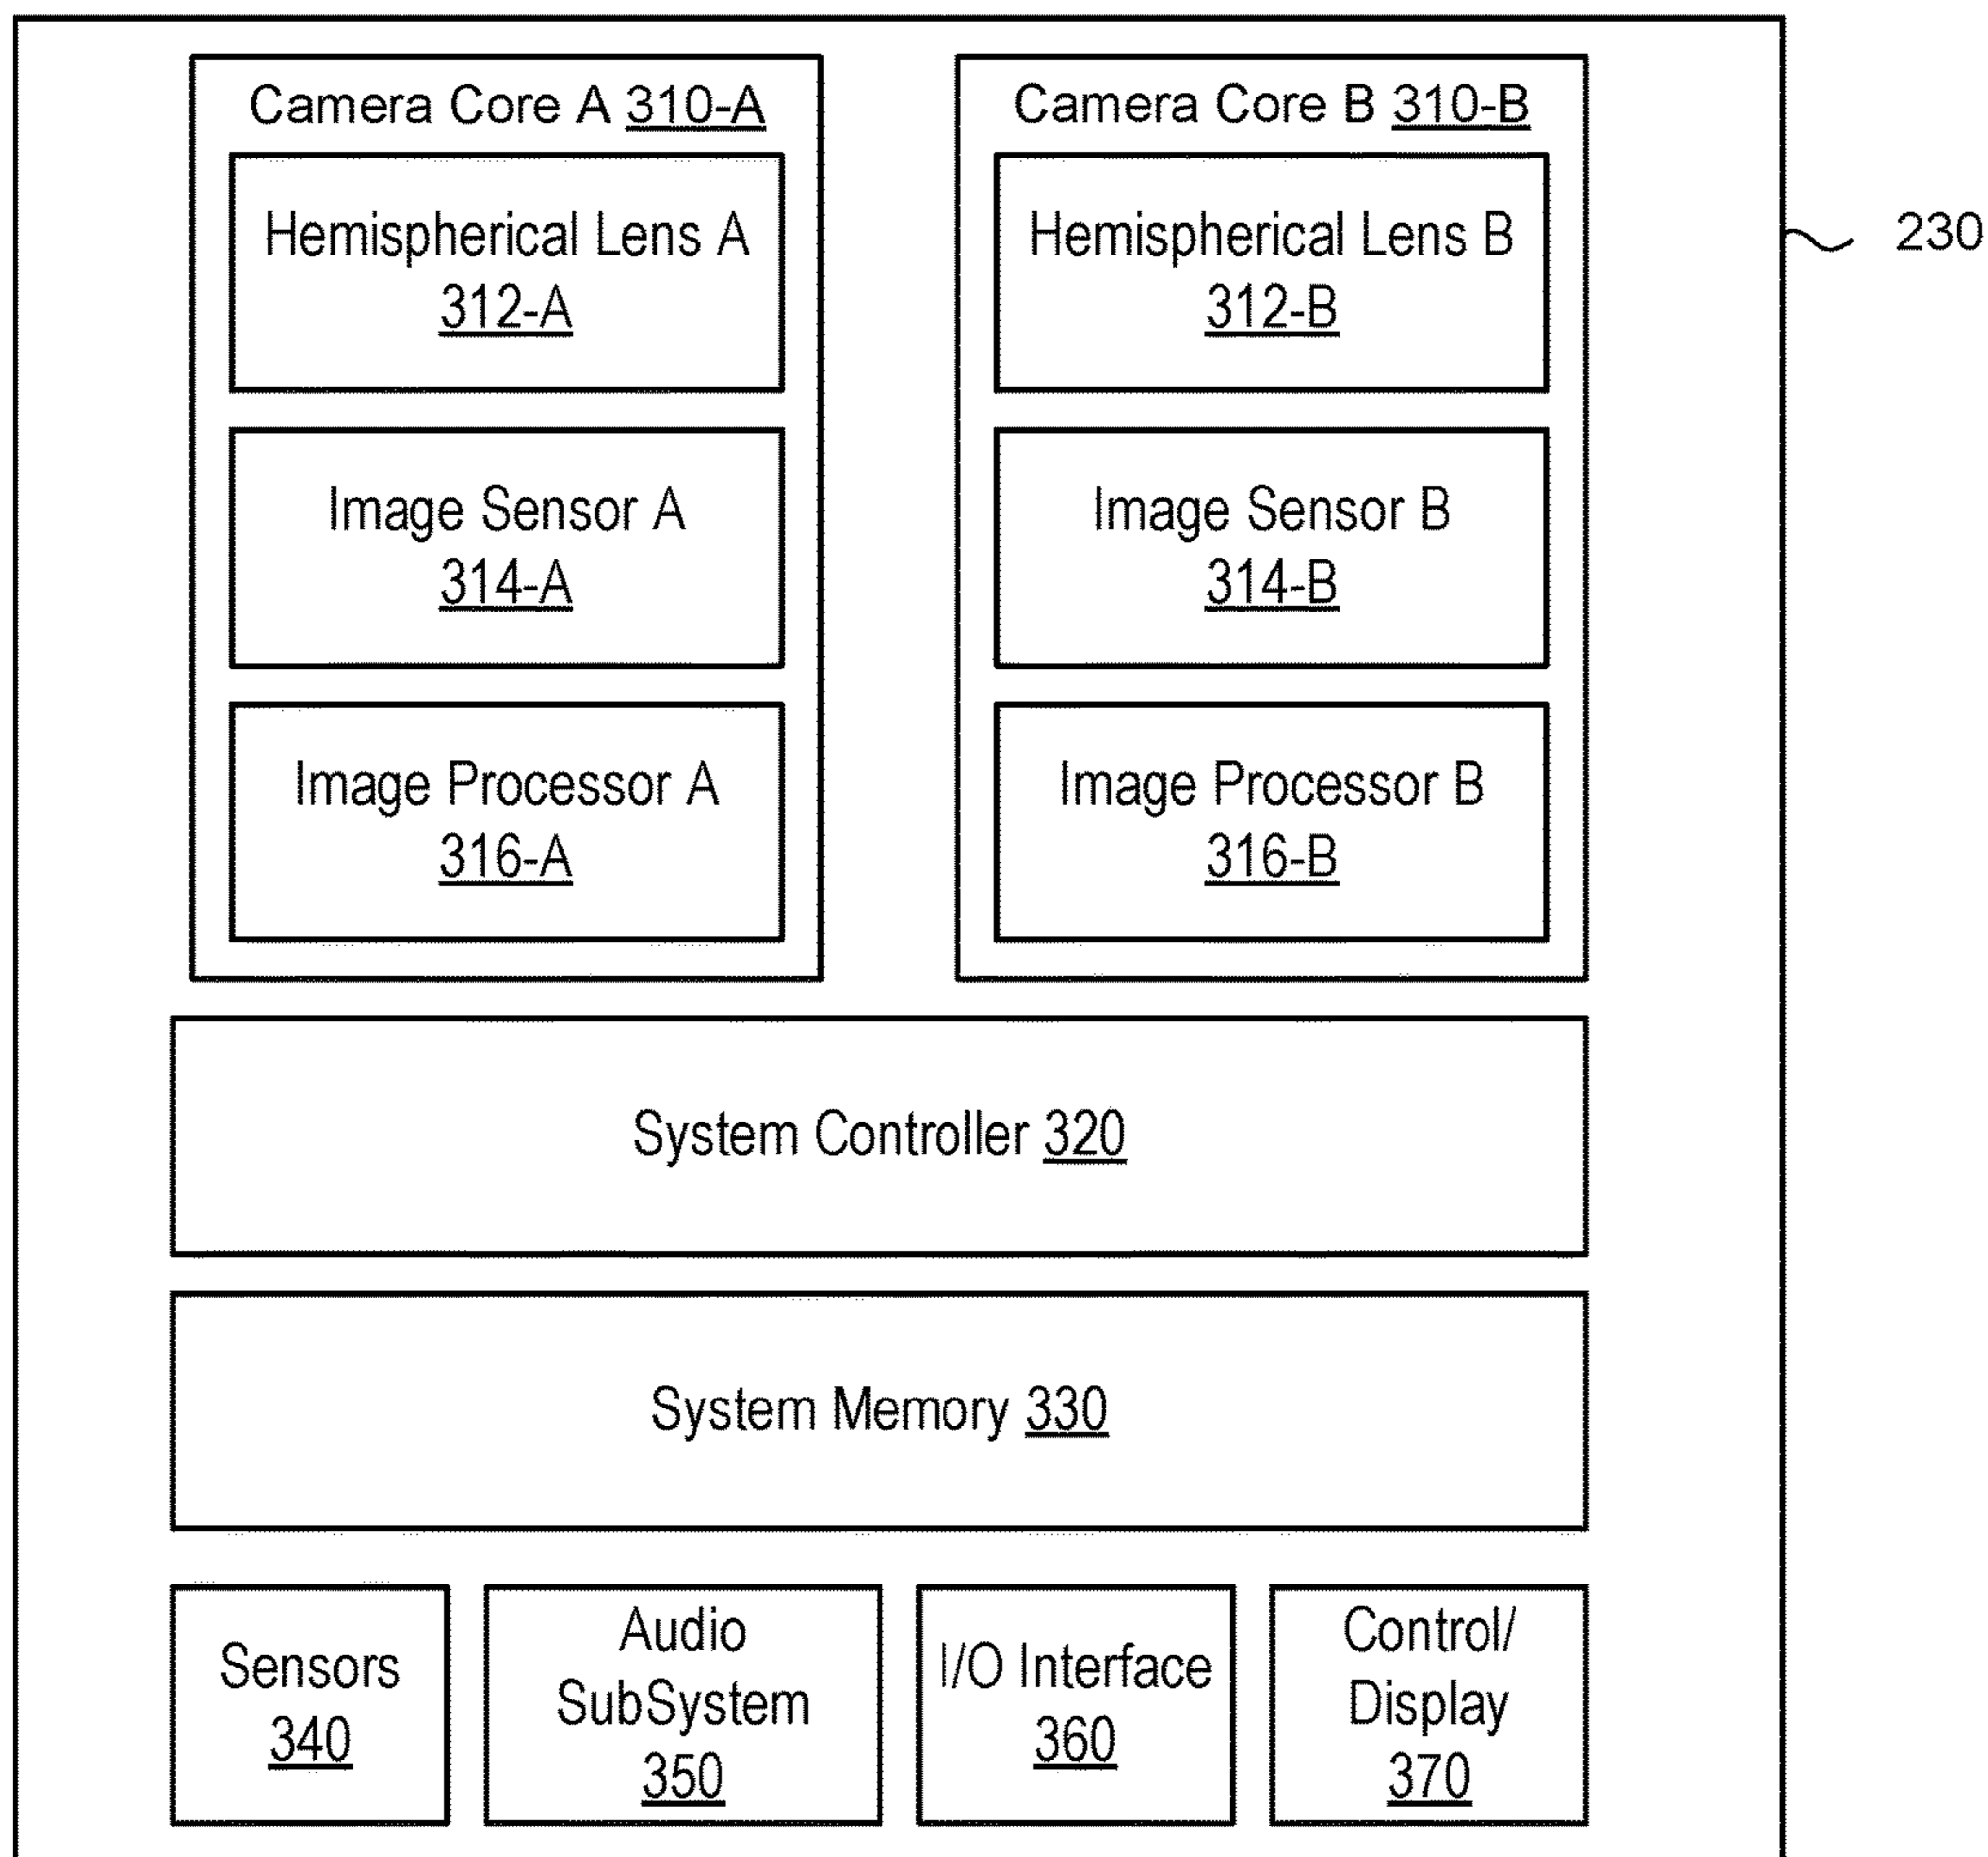 Camera Core A 310-A
Hemispherical Lens A
312-A
Image Sensor A
314-A
Image Processor A
316-A
Camera Core B 310-B
Hemispherical Lens B
312-B
Image Sensor B
314-B
Image Processor B
316-B
230
System Controller 320
System Memory 330
Sensors
340
Audio
SubSystem
350
I/O Interface
360
Control/
Display
370